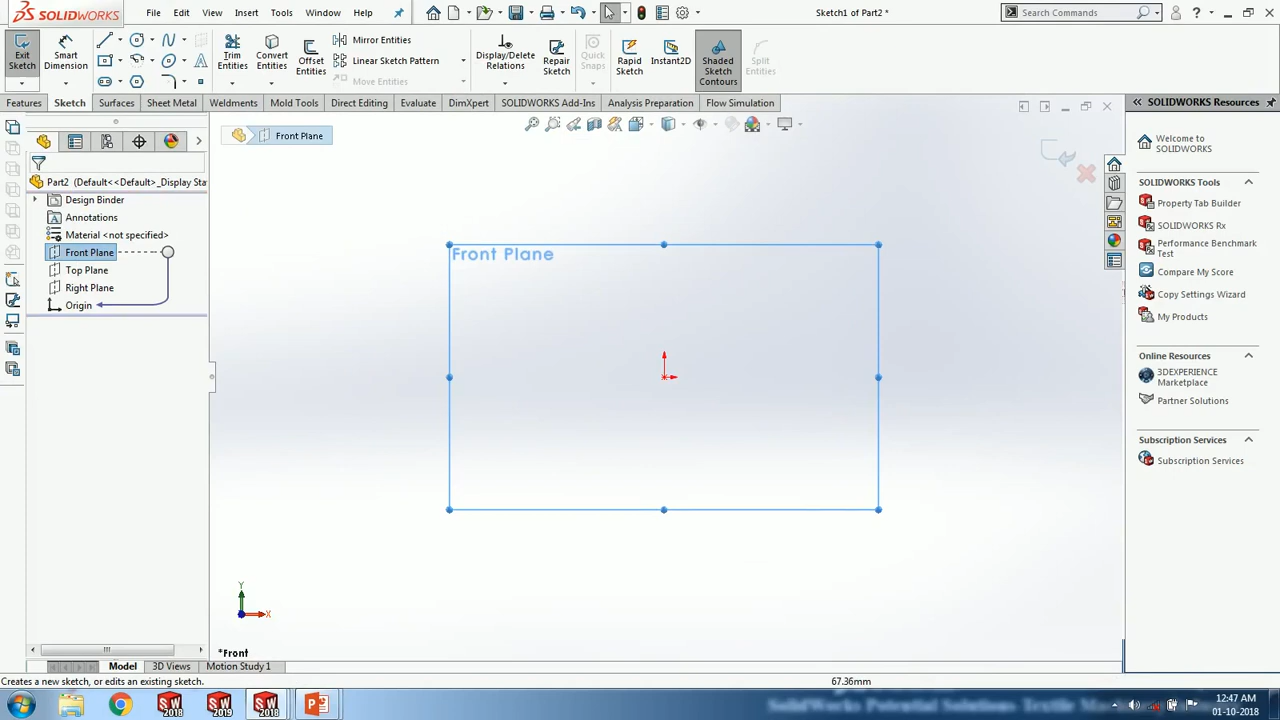 SOLIDWORKS
File Edit View Insert Tools Window Help
Sketch1 of Part2 *
Search Commands
Exit Sketch
Smart Dimension
Trim Entities
Convert Entities
Offset Entities
Mirror Entities
Linear Sketch Pattern
Move Entities
Display/Delete Relations
Repair Sketch
Quick Snaps
Rapid Sketch
Instant2D
Shaded Sketch Contours
Split Entities
Features Sketch Surfaces Sheet Metal Weldments Mold Tools Direct Editing Evaluate DimXpert SOLIDWORKS Add-Ins Analysis Preparation Flow Simulation
Front Plane
Part2 (Default<<Default>_Display Sta
Design Binder
Annotations
Material <not specified>
Front Plane
Top Plane
Right Plane
Origin
Front Plane
Y
X
*Front
SOLIDWORKS Resources
Welcome to
SOLIDWORKS
SOLIDWORKS Tools
Property Tab Builder
SOLIDWORKS Rx
Performance Benchmark
Test
Compare My Score
Copy Settings Wizard
My Products
Online Resources
3DEXPERIENCE
Marketplace
Partner Solutions
Subscription Services
Subscription Services
Model 3D Views Motion Study 1
Creates a new sketch, or edits an existing sketch.
67.36mm
SW 2018
SW 2019
SW 2018
SolidWorks Potential Solutions Textile
12:47 AM
01-10-2018